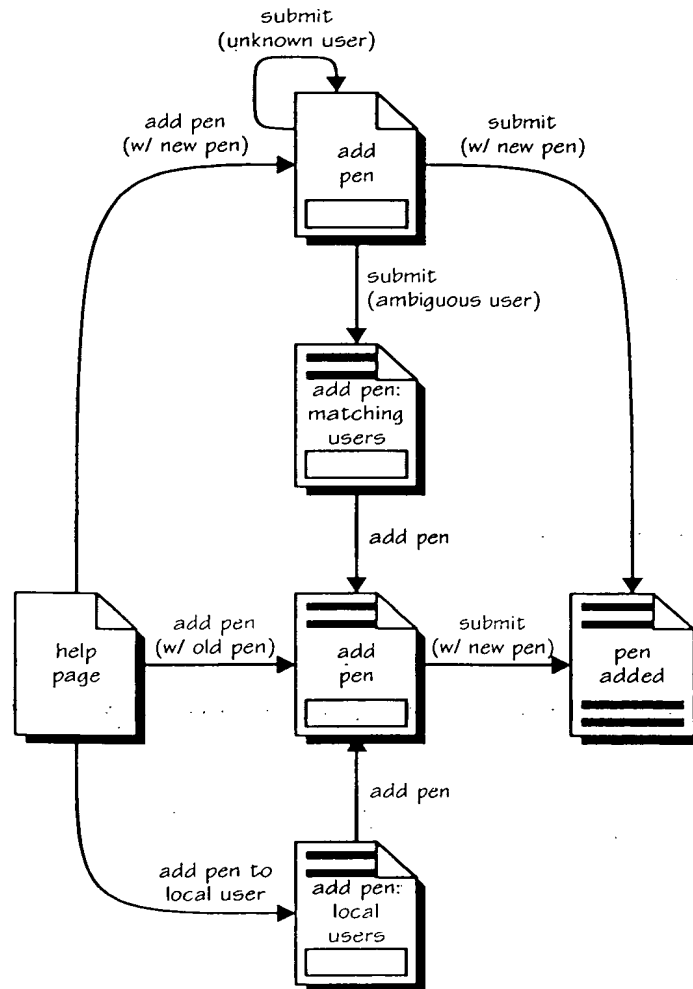 submit
(unknown user)
add pen
(w/ new pen)
add
pen
submit
(w/ new pen)
submit
(ambiguous user)
add pen:
matching
users
add pen
help
page
add pen
(w/ old pen)
add
pen
submit
(w/ new pen)
pen
added
add pen
add pen to
local user
add pen:
local
users